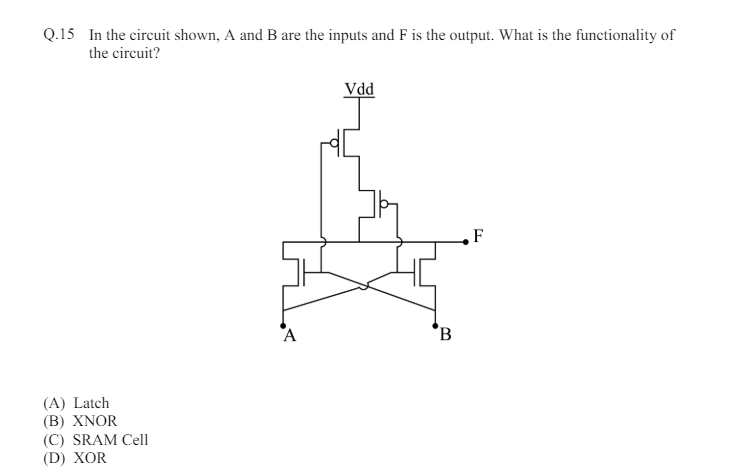 Q.15 In the circuit shown, A and B are the inputs and F is the output. What is the functionality of
the circuit?
Vdd
F
A
B
(A) Latch
(B) XNOR
(C) SRAM Cell
(D) XOR